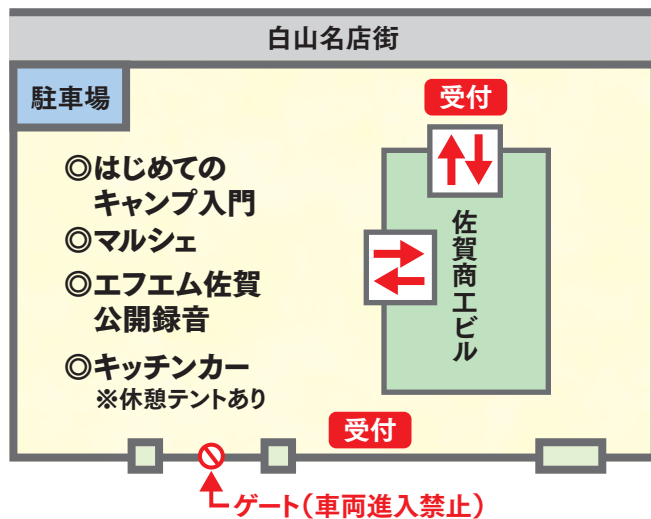 白山名店街
駐車場
受付
◎はじめての
キャンプ入門
◎マルシェ
◎エフエム佐賀
公開録音
◎キッチンカー
※休憩テントあり
佐賀商工ビル
受付
ゲート(車両進入禁止)